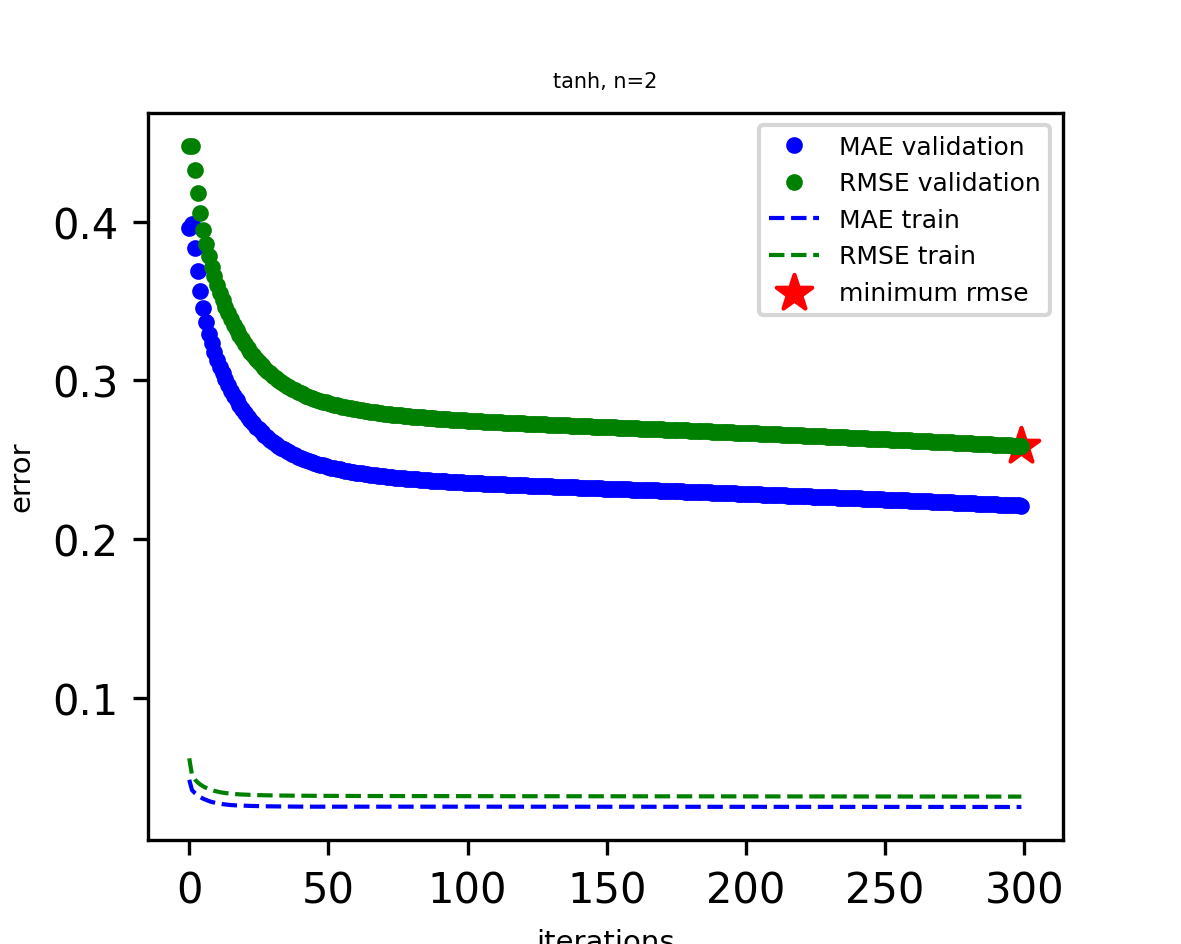 tanh, n=2
MAE validation
RMSE validation
MAE train
RMSE train
minimum rmse
error
0.4
0.3
0.2
0.1
0 50 100 150 200 250 300
iterations